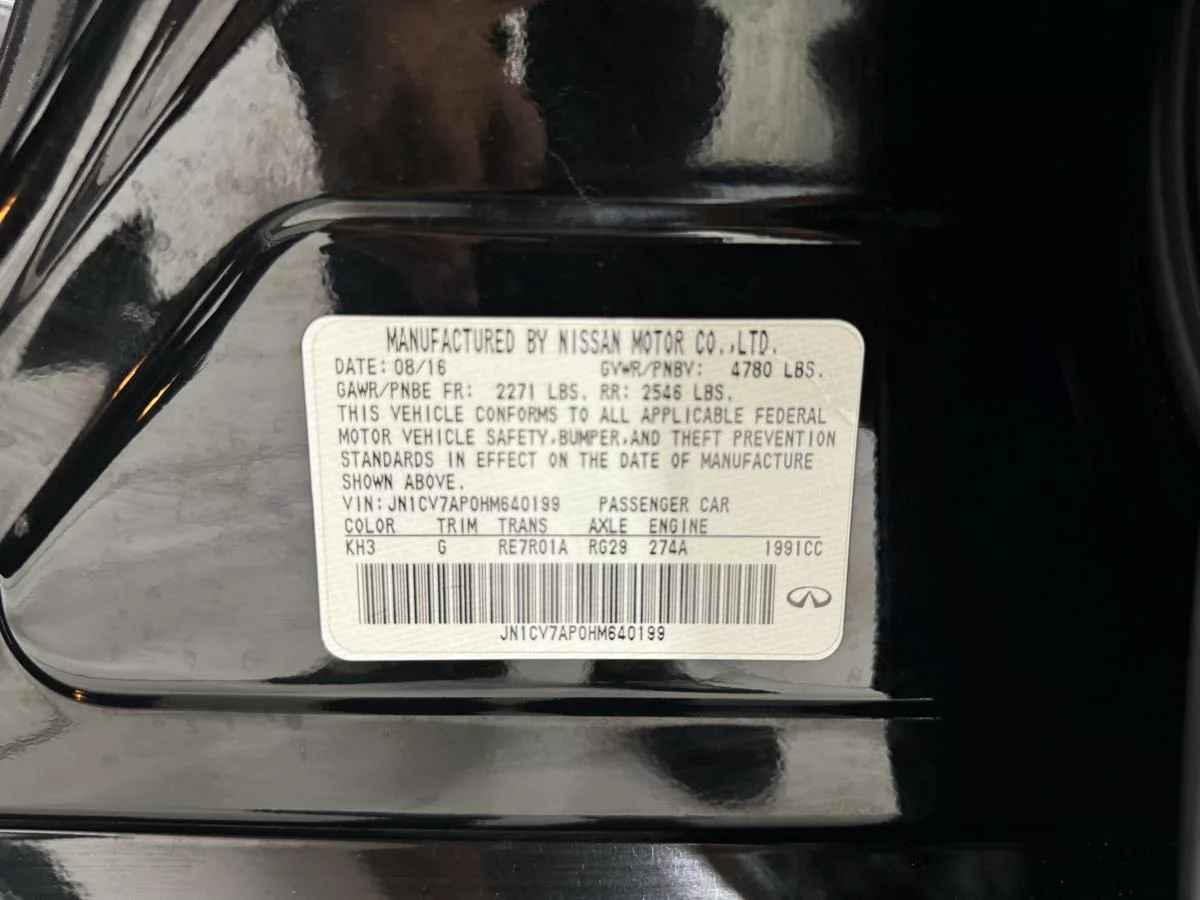 MANUFACTURED BY NISSAN MOTOR CO.,LTD.
DATE: 08/16 GVWR/PNBV: 4780 LBS.
GAWR/PNBE FR: 2271 LBS. RR: 2546 LBS.
THIS VEHICLE CONFORMS TO ALL APPLICABLE FEDERAL
MOTOR VEHICLE SAFETY,BUMPER,AND THEFT PREVENTION
STANDARDS IN EFFECT ON THE DATE OF MANUFACTURE
SHOWN ABOVE.
VIN: JN1CV7AP0HM640199 PASSENGER CAR
COLOR TRIM TRANS AXLE ENGINE
KH3 G RE7R01A RG29 274A 1991CC
JN1CV7AP0HM640199